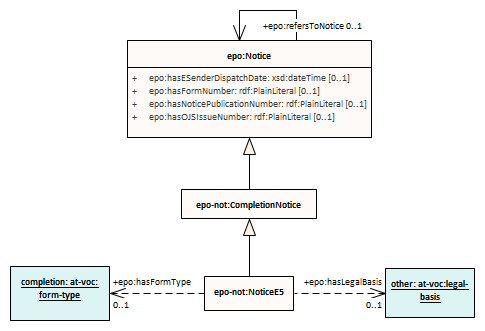 +epo:refersToNotice 0..1
epo:Notice
+ epo:hasESenderDispatchDate: xsd:dateTime [0..1]
+ epo:hasFormNumber: rdf:PlainLiteral [0..1]
+ epo:hasNoticePublicationNumber: rdf:PlainLiteral [0..1]
+ epo:hasOJSIssueNumber: rdf:PlainLiteral [0..1]
epo-not:CompletionNotice
completion: at-voc:
form-type
+epo:hasFormType
0..1
epo-not:NoticeE5
+epo:hasLegalBasis
0..1
other: at-voc:legal-
basis